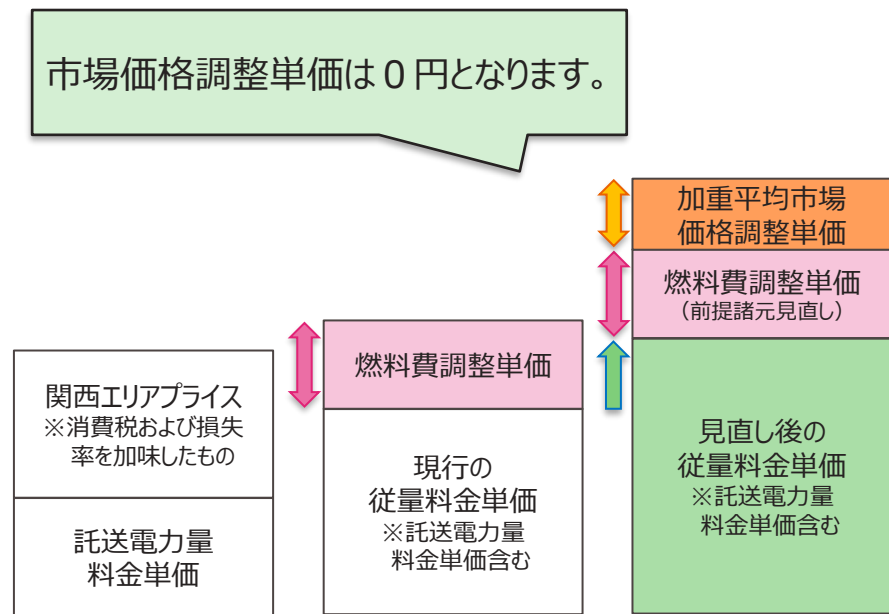 市場価格調整単価は０円となります。
関西エリアプライス
※消費税および損失
率を加味したもの
託送電力量
料金単価
燃料費調整単価
現行の
従量料金単価
※託送電力量
料金単価含む
加重平均市場
価格調整単価
燃料費調整単価
（前提諸元見直し）
見直し後の
従量料金単価
※託送電力量
料金単価含む